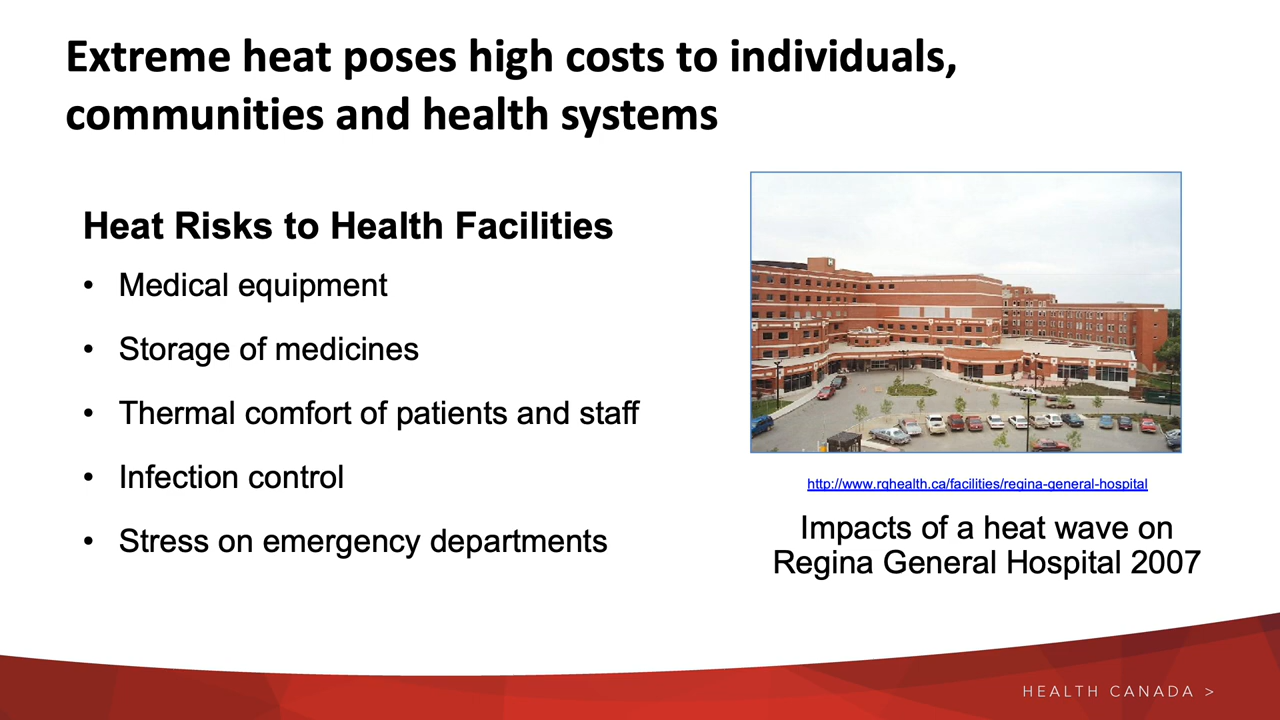 Extreme heat poses high costs to individuals,
communities and health systems
Heat Risks to Health Facilities
• Medical equipment
• Storage of medicines
• Thermal comfort of patients and staff
• Infection control
• Stress on emergency departments
http://www.rqhealth.ca/facilities/regina-general-hospital
Impacts of a heat wave on
Regina General Hospital 2007
HEALTH CANADA >